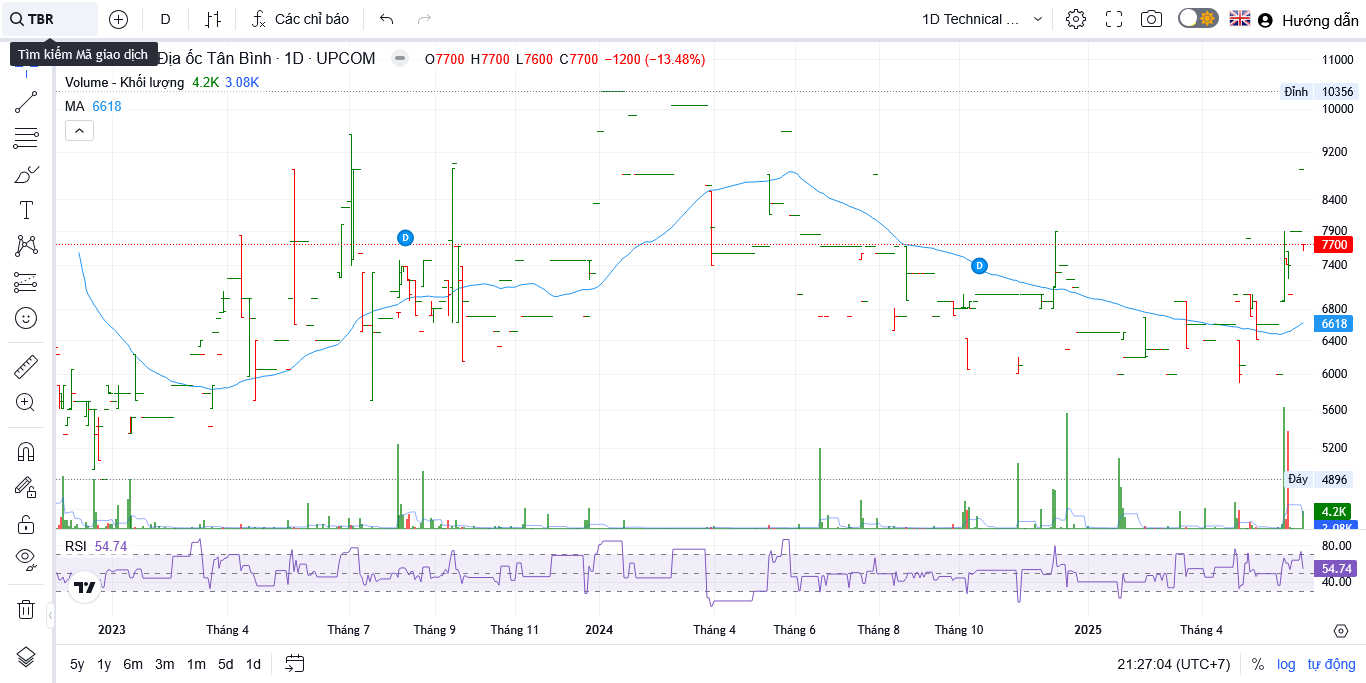 TBR
D
Các chỉ báo
1D Technical ...
Hướng dẫn
Tìm kiếm Mã giao dịch
Địa ốc Tân Bình · 1D · UPCOM
O7700 H7700 L7600 C7700 −1200 (−13.48%)
Volume - Khối lượng 4.2K 3.08K
MA 6618
11000
Đỉnh 10356
10000
9200
8400
7900
7700
7400
6800
6618
6400
6000
5600
5200
Đáy 4896
4.2K
3.08K
D
D
RSI 54.74
80.00
54.74
40.00
2023 Tháng 4 Tháng 7 Tháng 9 Tháng 11 2024 Tháng 4 Tháng 6 Tháng 8 Tháng 10 2025 Tháng 4
5y 1y 6m 3m 1m 5d 1d
21:27:04 (UTC+7) % log tự động